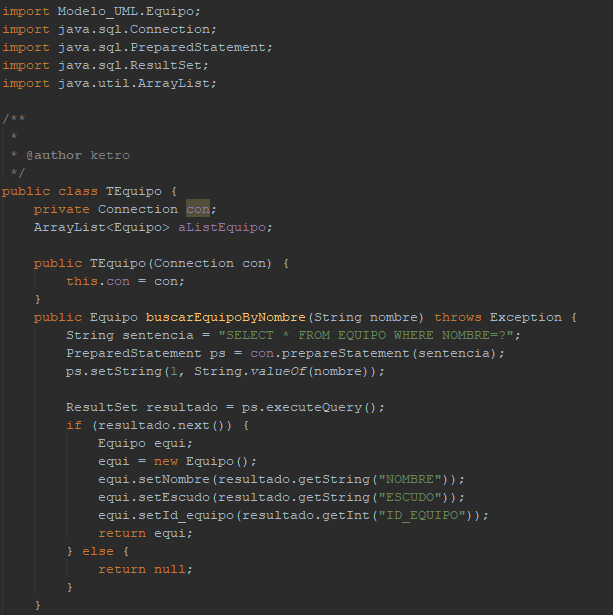 import Modelo_UML.Equipo;
import java.sql.Connection;
import java.sql.PreparedStatement;
import java.sql.ResultSet;
import java.util.ArrayList;

/**
 *
 * @author ketro
 */
public class TEquipo {
    private Connection con;
    ArrayList<Equipo> aListEquipo;

    public TEquipo(Connection con) {
        this.con = con;
    }
    public Equipo buscarEquipoByNombre(String nombre) throws Exception {
        String sentencia = "SELECT * FROM EQUIPO WHERE NOMBRE=?";
        PreparedStatement ps = con.prepareStatement(sentencia);
        ps.setString(1, String.valueOf(nombre));

        ResultSet resultado = ps.executeQuery();
        if (resultado.next()) {
            Equipo equi;
            equi = new Equipo();
            equi.setNombre(resultado.getString("NOMBRE"));
            equi.setEscudo(resultado.getString("ESCUDO"));
            equi.setId_equipo(resultado.getInt("ID_EQUIPO"));
            return equi;
        } else {
            return null;
        }
    }